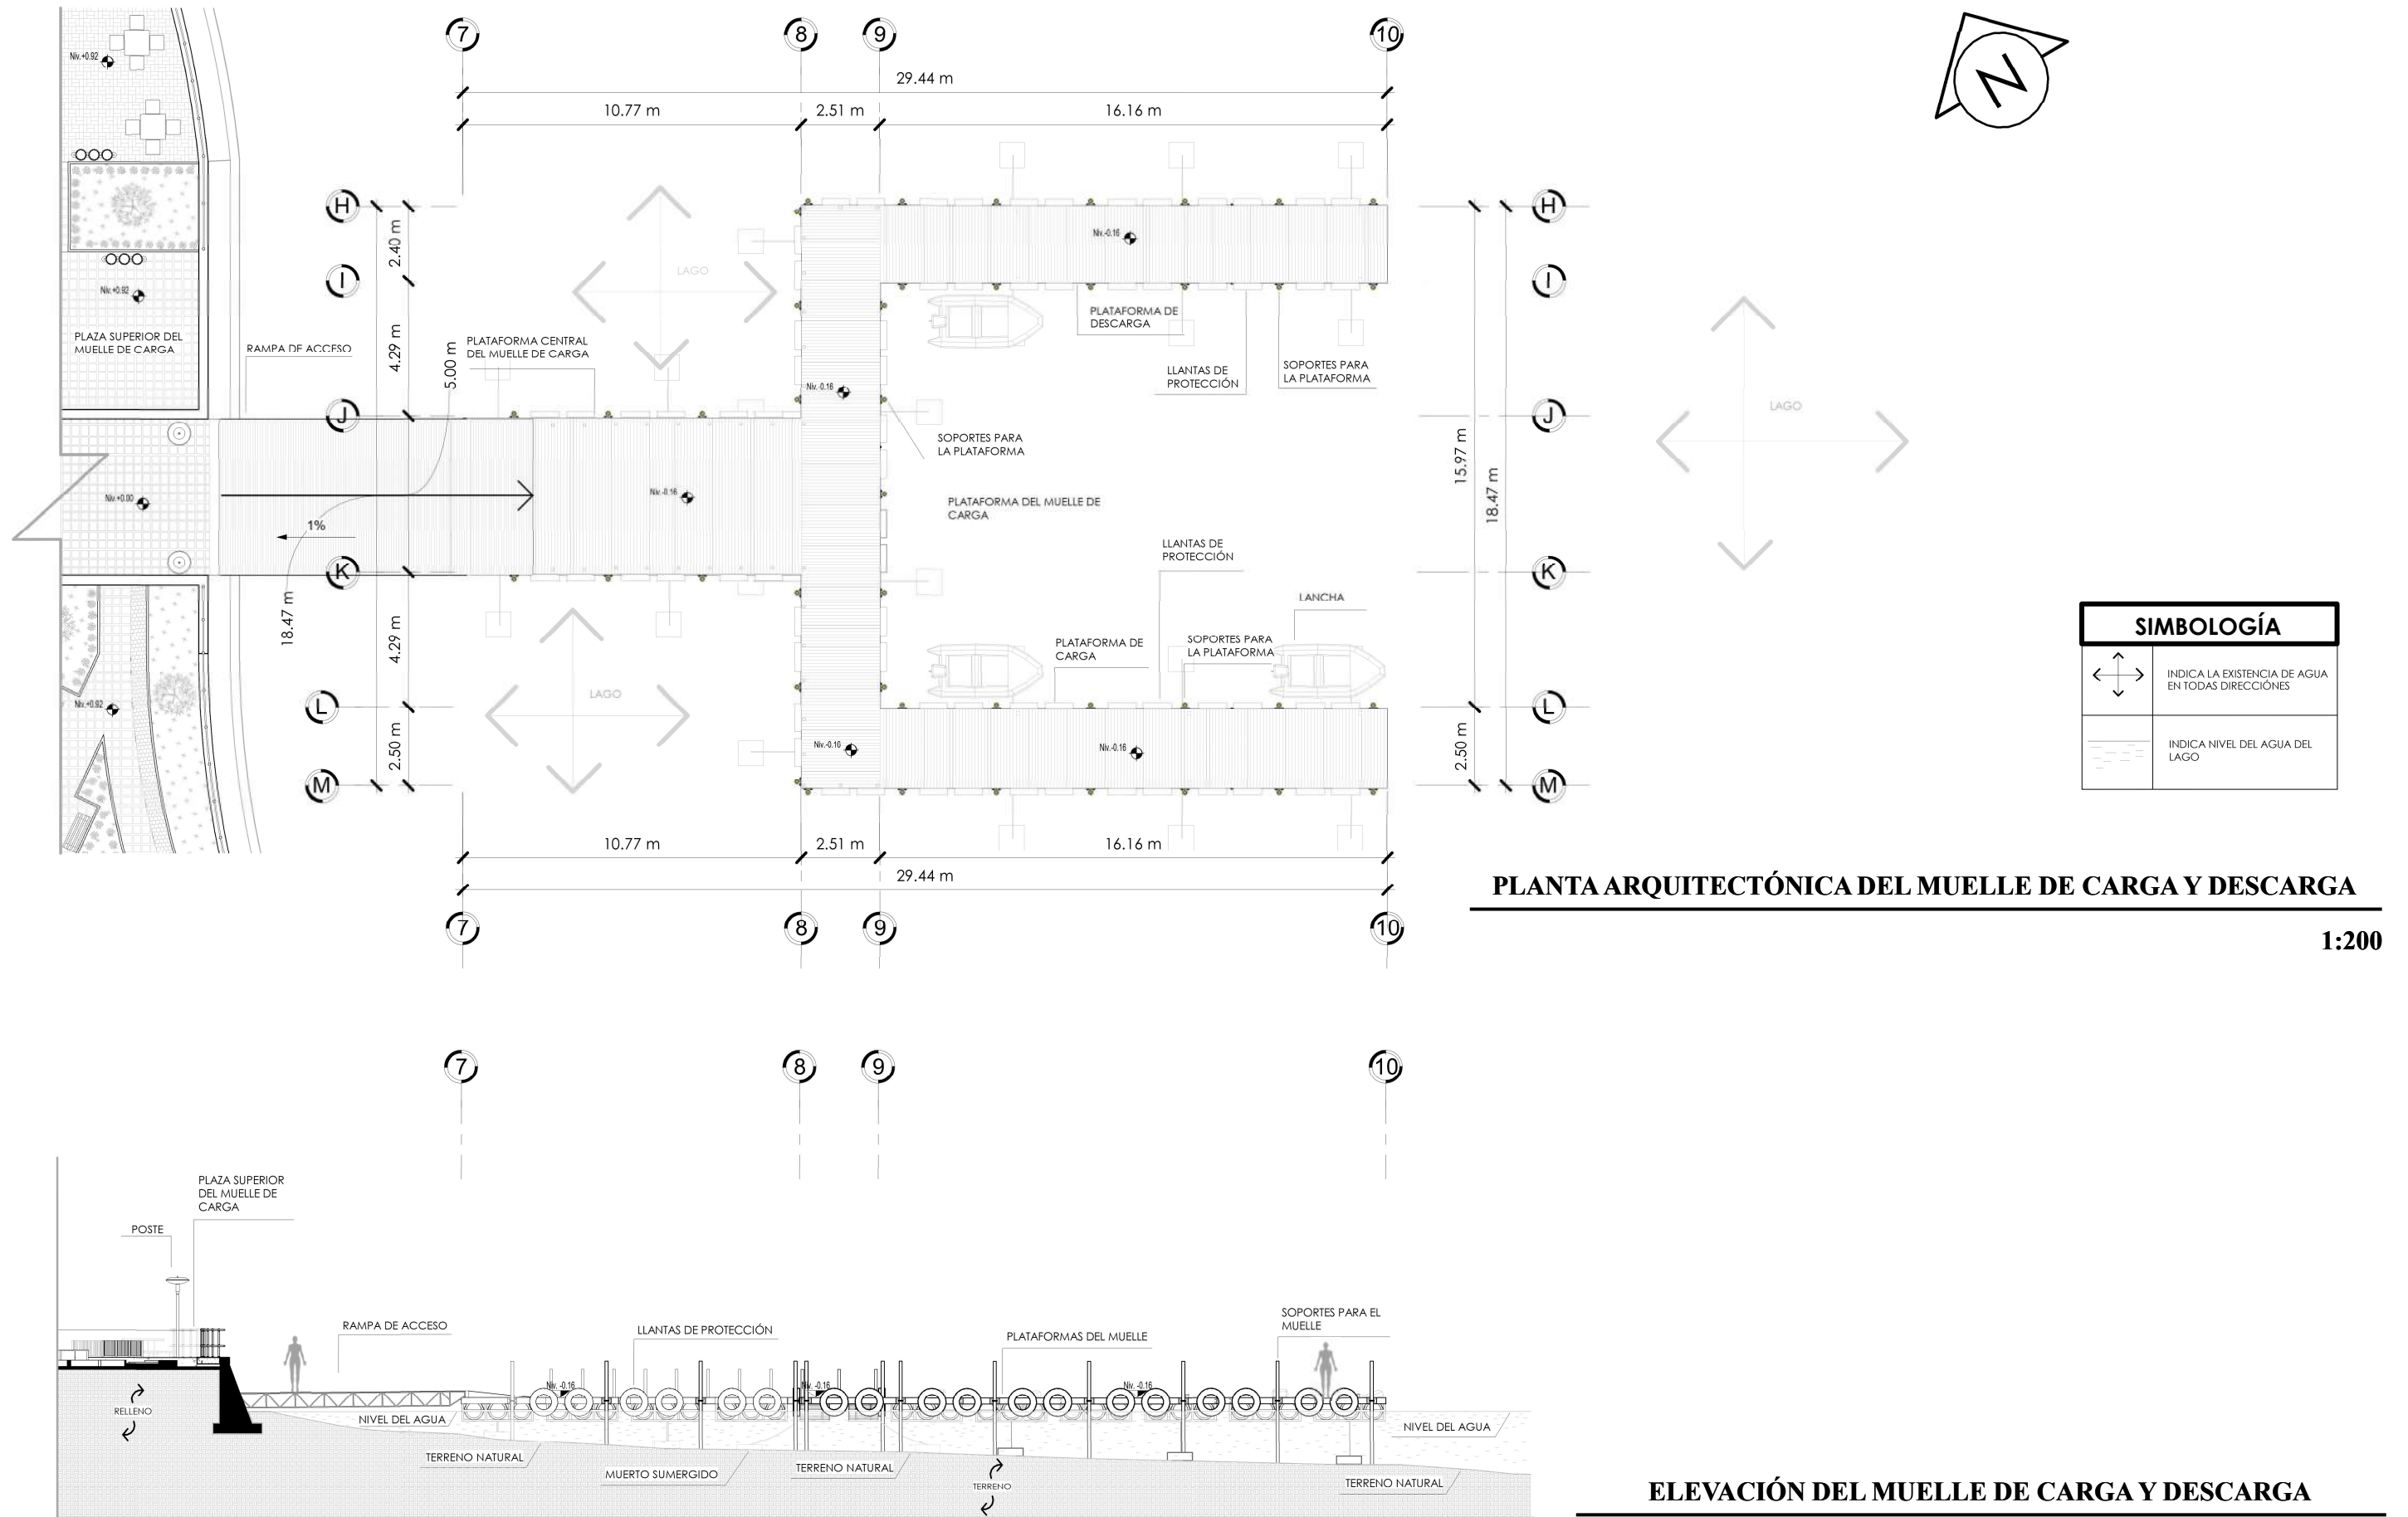 7
8
9
10
29.44 m
10.77 m
2.51 m
16.16 m
N
Niv.+0.92
H
H
2.40 m
Niv.-0.16
I
I
LAGO
Niv.+0.92
PLAZA SUPERIOR DEL
MUELLE DE CARGA
RAMPA DE ACCESO
4.29 m
5.00 m
PLATAFORMA CENTRAL
DEL MUELLE DE CARGA
PLATAFORMA DE
DESCARGA
LLANTAS DE
PROTECCIÓN
SOPORTES PARA
LA PLATAFORMA
Niv.-0.16
J
J
LAGO
SOPORTES PARA
LA PLATAFORMA
15.97 m
18.47 m
Niv.+0.00
Niv.-0.16
PLATAFORMA DEL MUELLE DE
CARGA
1%
K
K
LLANTAS DE
PROTECCIÓN
18.47 m
4.29 m
LANCHA
PLATAFORMA DE
CARGA
SOPORTES PARA
LA PLATAFORMA
LAGO
Niv.+0.92
L
L
2.50 m
Niv.-0.10
Niv.-0.16
2.50 m
M
M
SIMBOLOGÍA
INDICA LA EXISTENCIA DE AGUA
EN TODAS DIRECCIÓNES
INDICA NIVEL DEL AGUA DEL
LAGO
10.77 m
2.51 m
16.16 m
29.44 m
7
8
9
10
PLANTA ARQUITECTÓNICA DEL MUELLE DE CARGA Y DESCARGA
1:200
7
8
9
10
PLAZA SUPERIOR
DEL MUELLE DE
CARGA
POSTE
RAMPA DE ACCESO
LLANTAS DE PROTECCIÓN
PLATAFORMAS DEL MUELLE
SOPORTES PARA EL
MUELLE
Niv. -0.16
Niv. -0.16
Niv. -0.16
RELLENO
NIVEL DEL AGUA
NIVEL DEL AGUA
TERRENO NATURAL
MUERTO SUMERGIDO
TERRENO NATURAL
TERRENO
TERRENO NATURAL
ELEVACIÓN DEL MUELLE DE CARGA Y DESCARGA